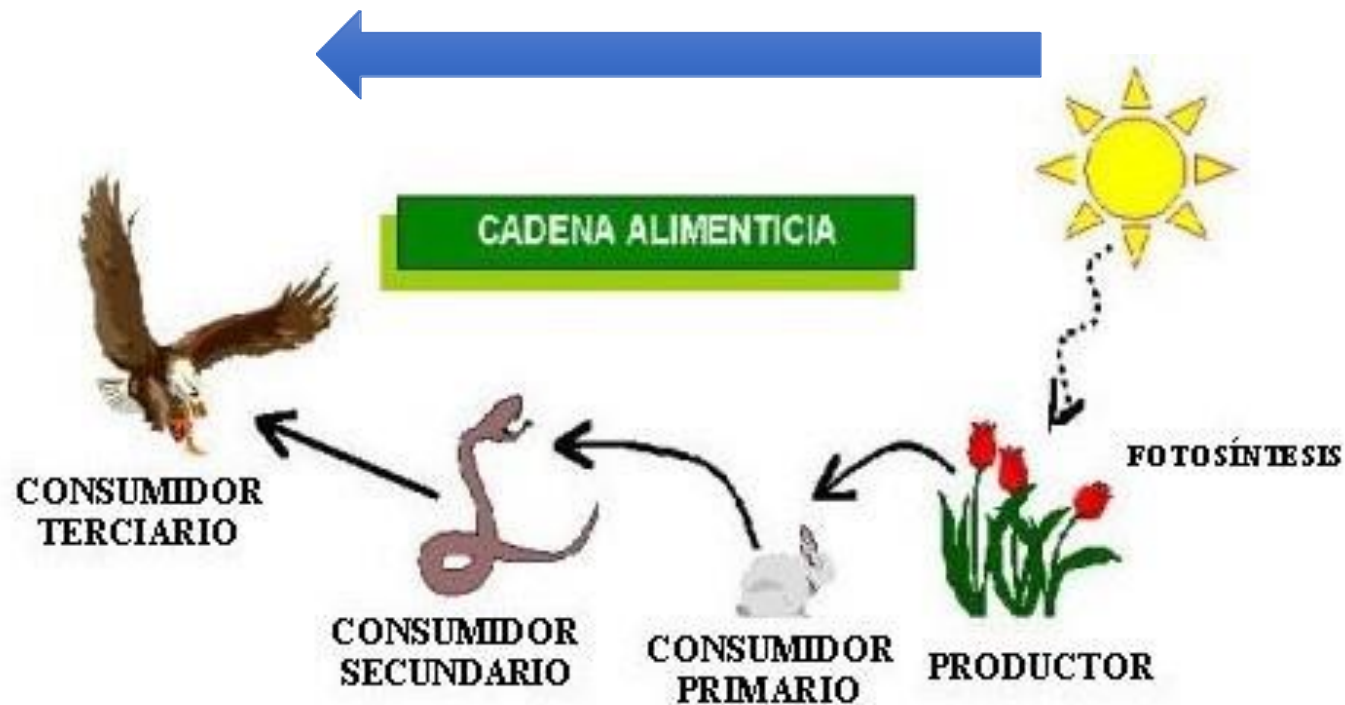 CADENA ALIMENTICIA
FOTOSÍNTESIS
CONSUMIDOR
TERCIARIO
CONSUMIDOR
SECUNDARIO
CONSUMIDOR
PRIMARIO
PRODUCTOR